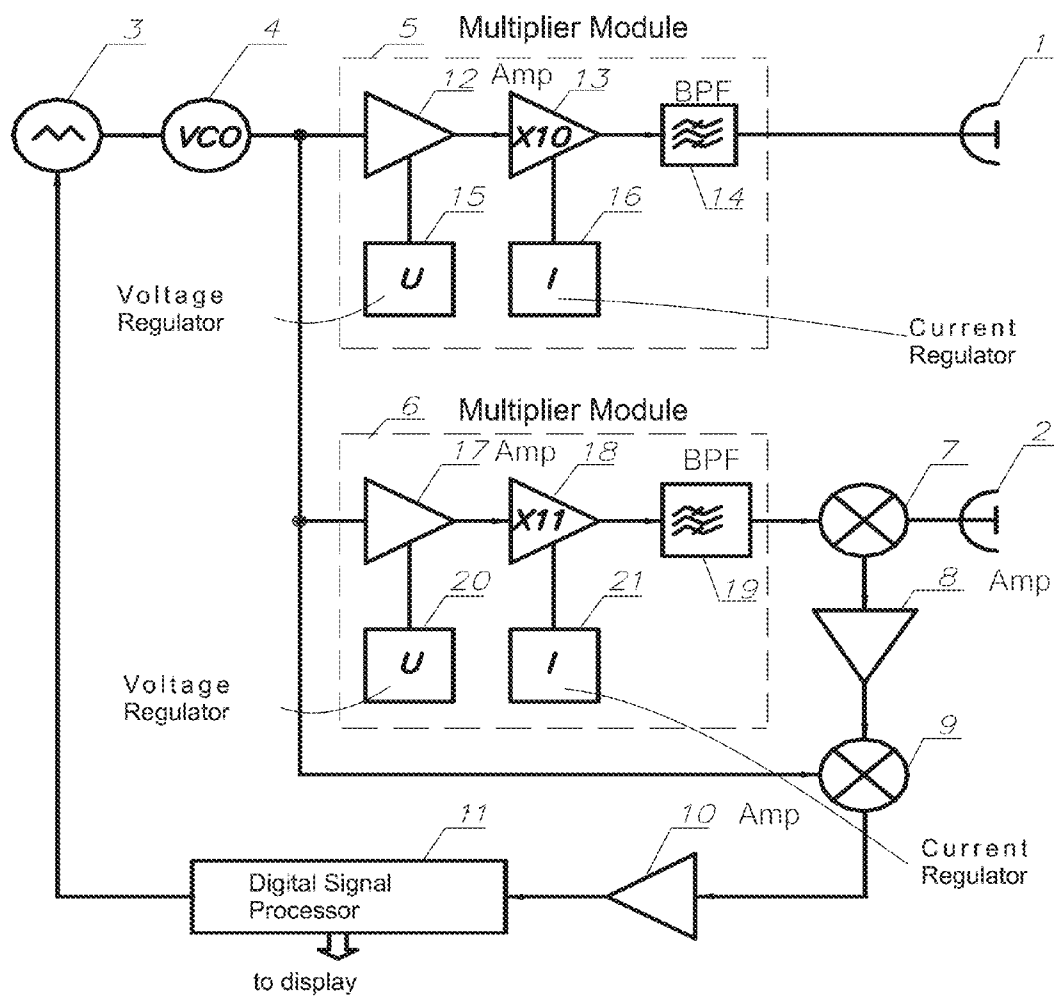 Multiplier Module
3
4
5
1
12
Amp
13
BPF
VCO
X10
14
15
16
U
I
Voltage
Regulator
Current
Regulator
6
Multiplier Module
2
17
Amp
18
BPF
7
X11
19
20
21
8
Amp
U
I
Voltage
Regulator
9
11
10
Amp
Current
Regulator
Digital Signal
Processor
to display